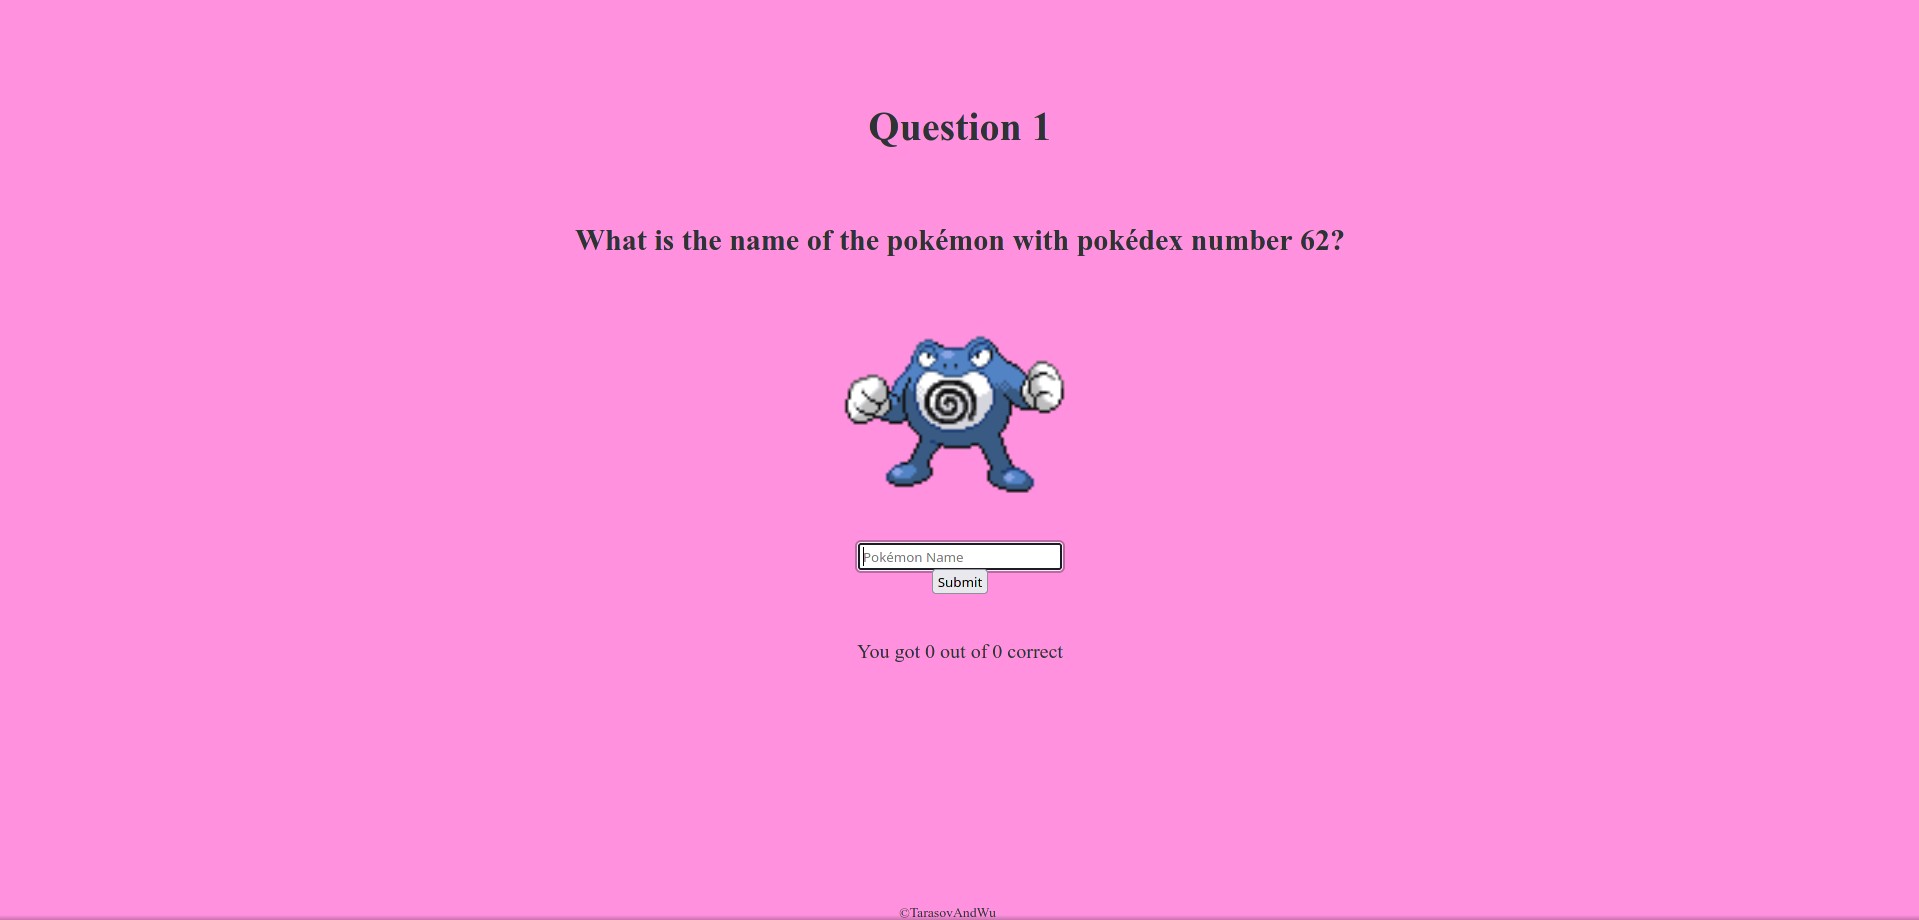 Question 1
What is the name of the pokémon with pokédex number 62?
Pokémon Name
Submit
You got 0 out of 0 correct
©TarasovAndWu